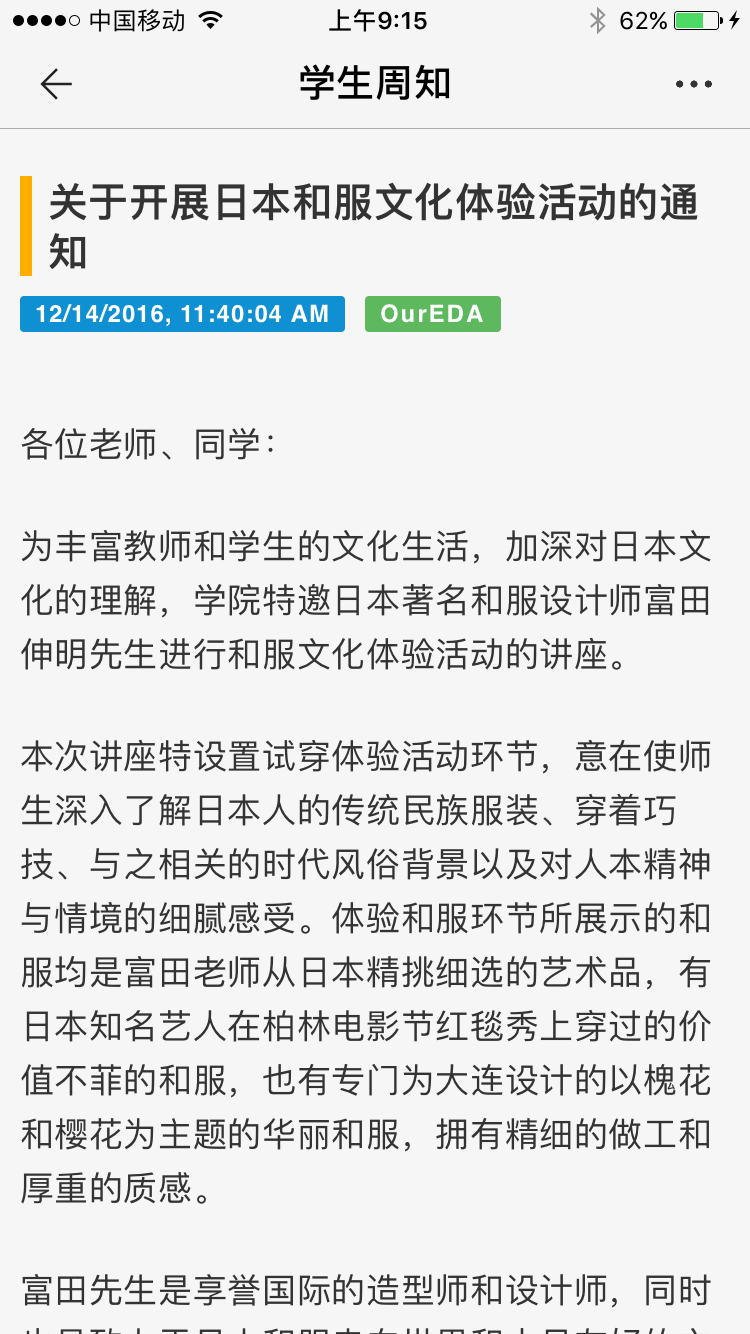 中国移动
上午9:15
62%
学生周知
关于开展日本和服文化体验活动的通
知
12/14/2016, 11:40:04 AM
OurEDA
各位老师、同学：
为丰富教师和学生的文化生活，加深对日本文
化的理解，学院特邀日本著名和服设计师富田
伸明先生进行和服文化体验活动的讲座。
本次讲座特设置试穿体验活动环节，意在使师
生深入了解日本人的传统民族服装、穿着巧
技、与之相关的时代风俗背景以及对人本精神
与情境的细腻感受。体验和服环节所展示的和
服均是富田老师从日本精挑细选的艺术品，有
日本知名艺人在柏林电影节红毯秀上穿过的价
值不菲的和服，也有专门为大连设计的以槐花
和樱花为主题的华丽和服，拥有精细的做工和
厚重的质感。
富田先生是享誉国际的造型师和设计师，同时